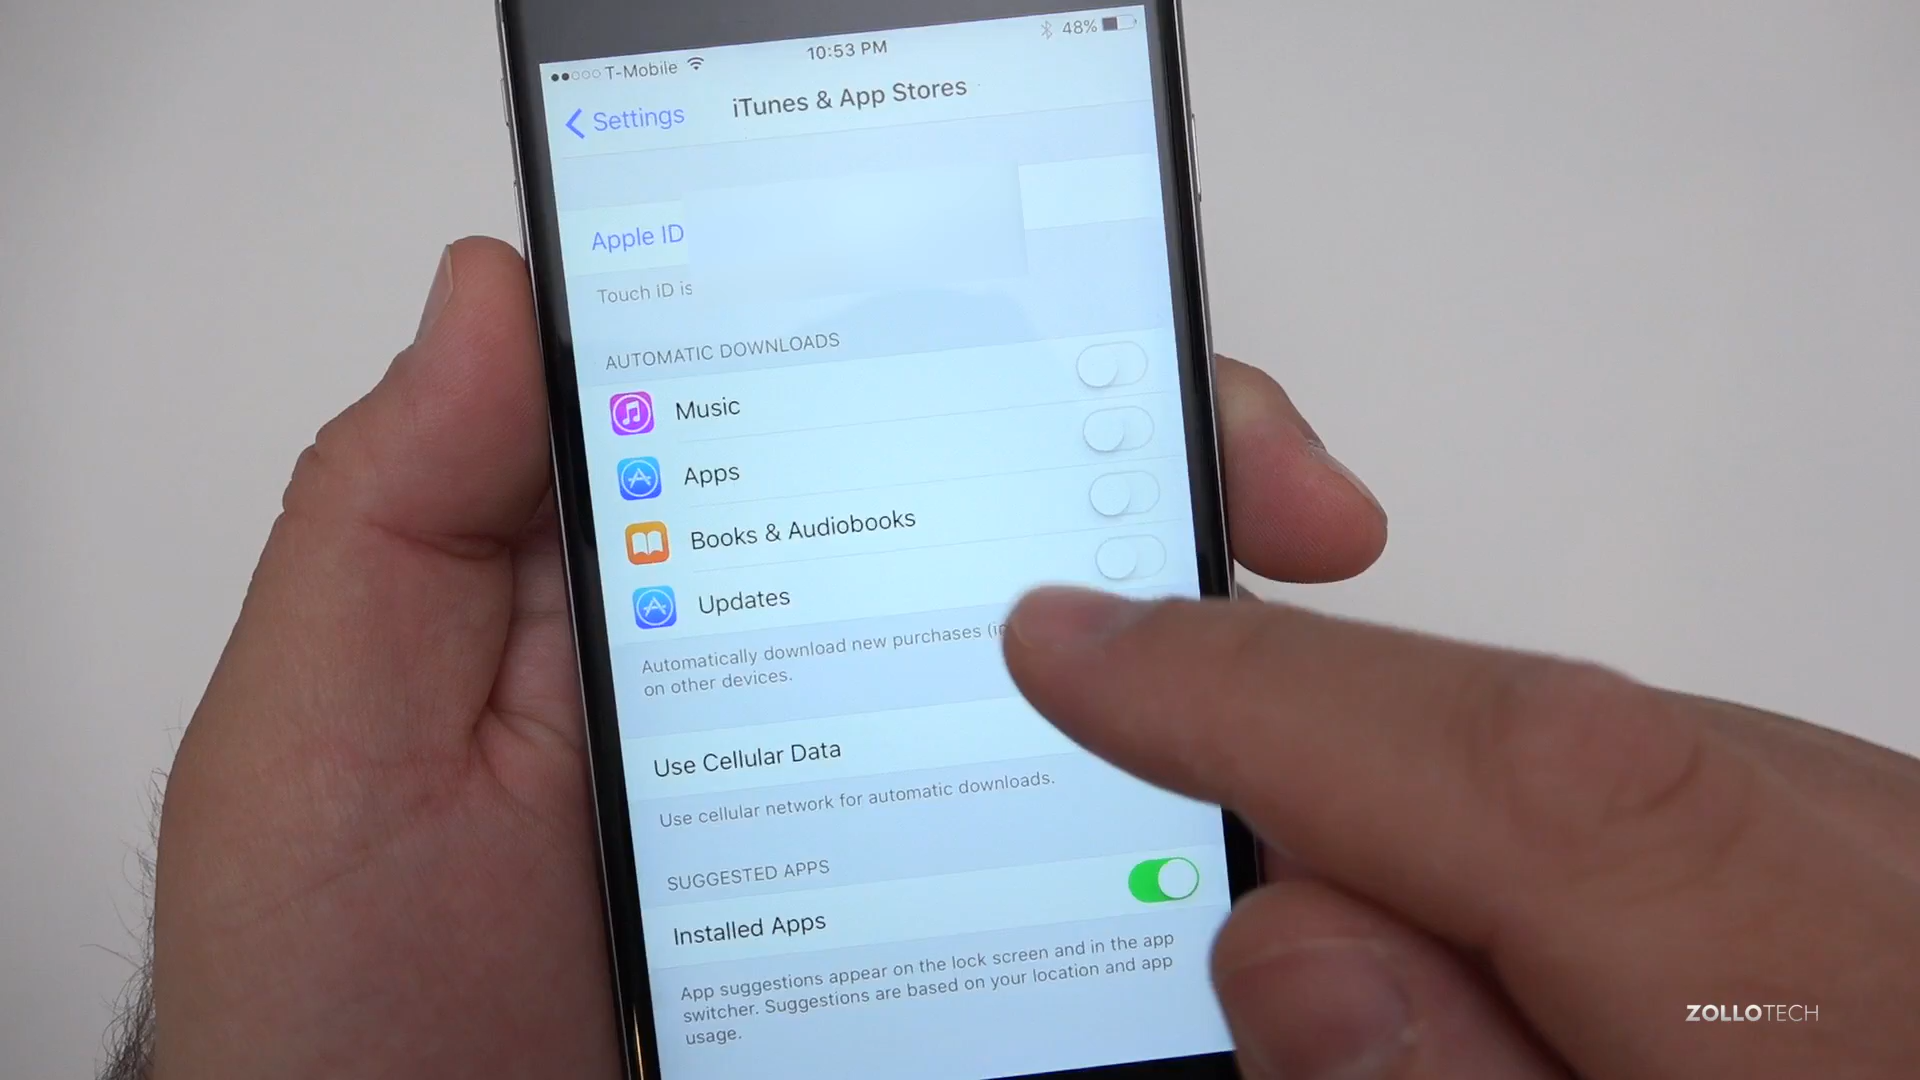 T-Mobile
10:53 PM
48%
Settings
iTunes & App Stores
Apple ID
Touch ID is
AUTOMATIC DOWNLOADS
Music
Apps
Books & Audiobooks
Updates
Automatically download new purchases
on other devices.
Use Cellular Data
Use cellular network for automatic downloads.
SUGGESTED APPS
Installed Apps
App suggestions appear on the lock screen and in the app
switcher. Suggestions are based on your location and app
usage.
ZOLLOTECH